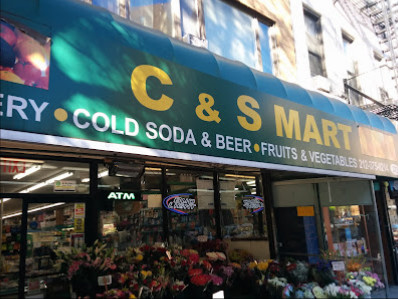 C & S MART
ERY • COLD SODA & BEER • FRUITS & VEGETABLES
ATM